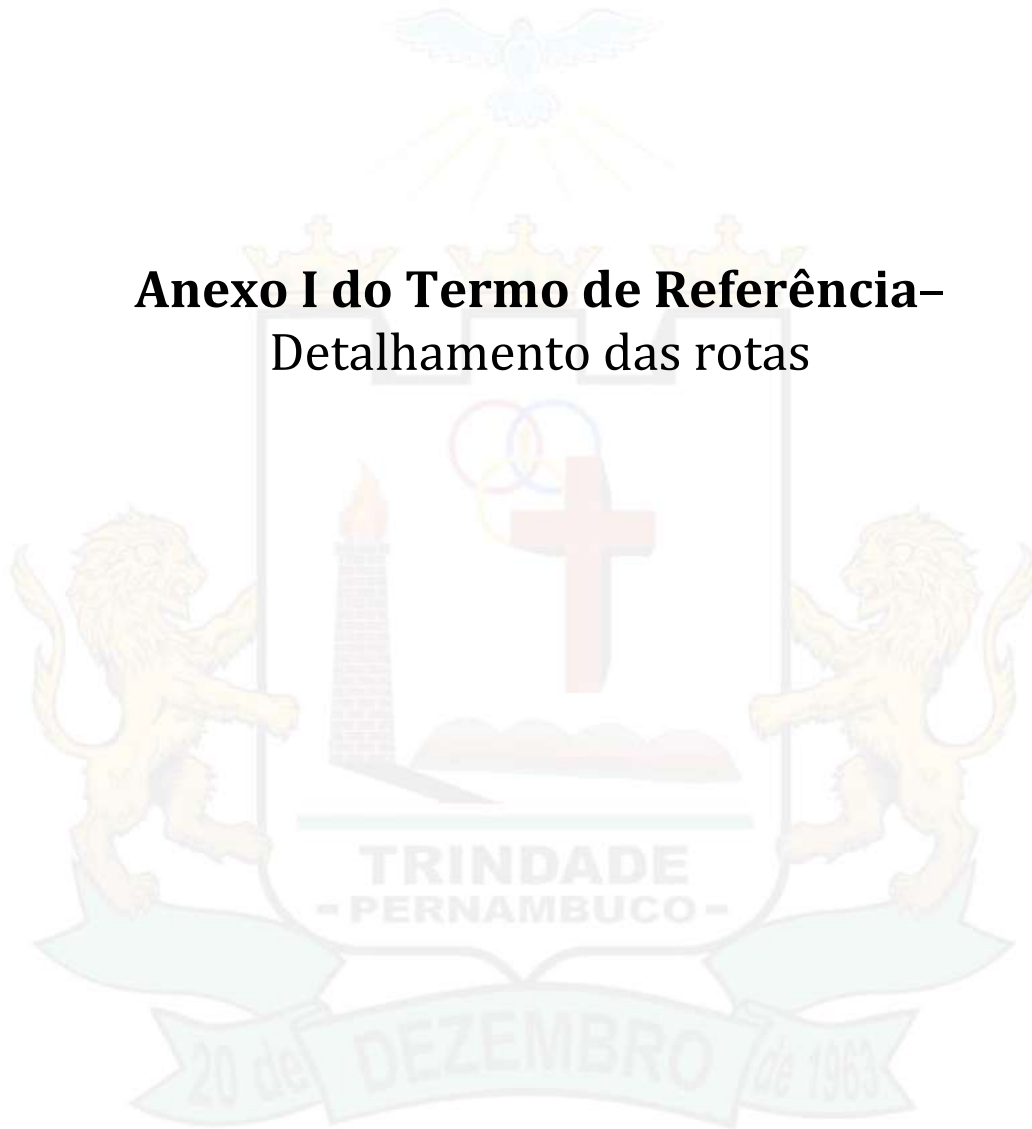 Anexo I do Termo de Referência–
Detalhamento das rotas
TRINDADE
- PERNAMBUCO -
20 de DEZEMBRO de 1963